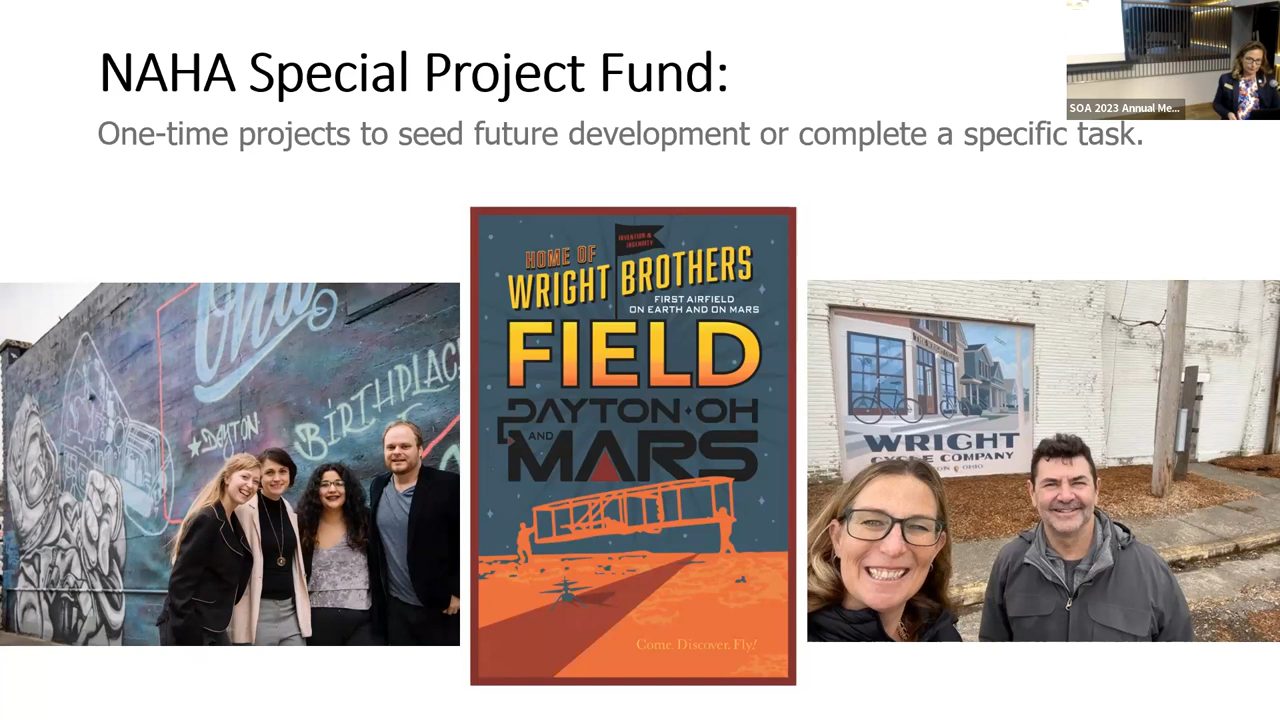 NAHA Special Project Fund:
One-time projects to seed future development or complete a specific task.
SOA 2023 Annual Me...
Ohio
★DAYTON
BIRTHPLAC
INVENTION &
INGENUITY
HOME OF
WRIGHT BROTHERS
FIRST AIRFIELD
ON EARTH AND ON MARS
FIELD
DAYTON ✦ OH
AND
MARS
Come. Discover. Fly!
WRIGHT
CYCLE COMPANY